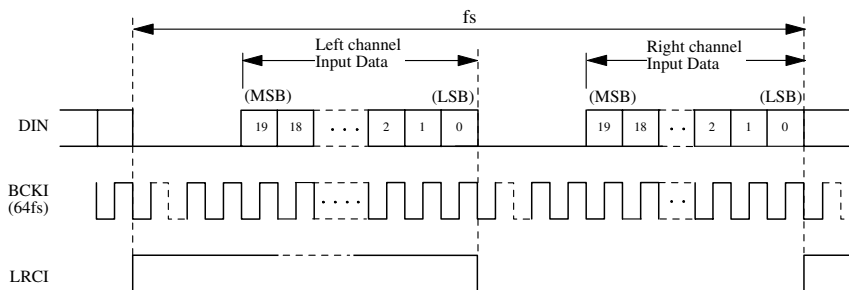 fs
Left channel
Input Data
Right channel
Input Data
(MSB) (LSB) (MSB) (LSB)
DIN 19 18 · · · 2 1 0 19 18 · · 2 1 0
BCKI
(64fs) · · · · · ·
LRCI